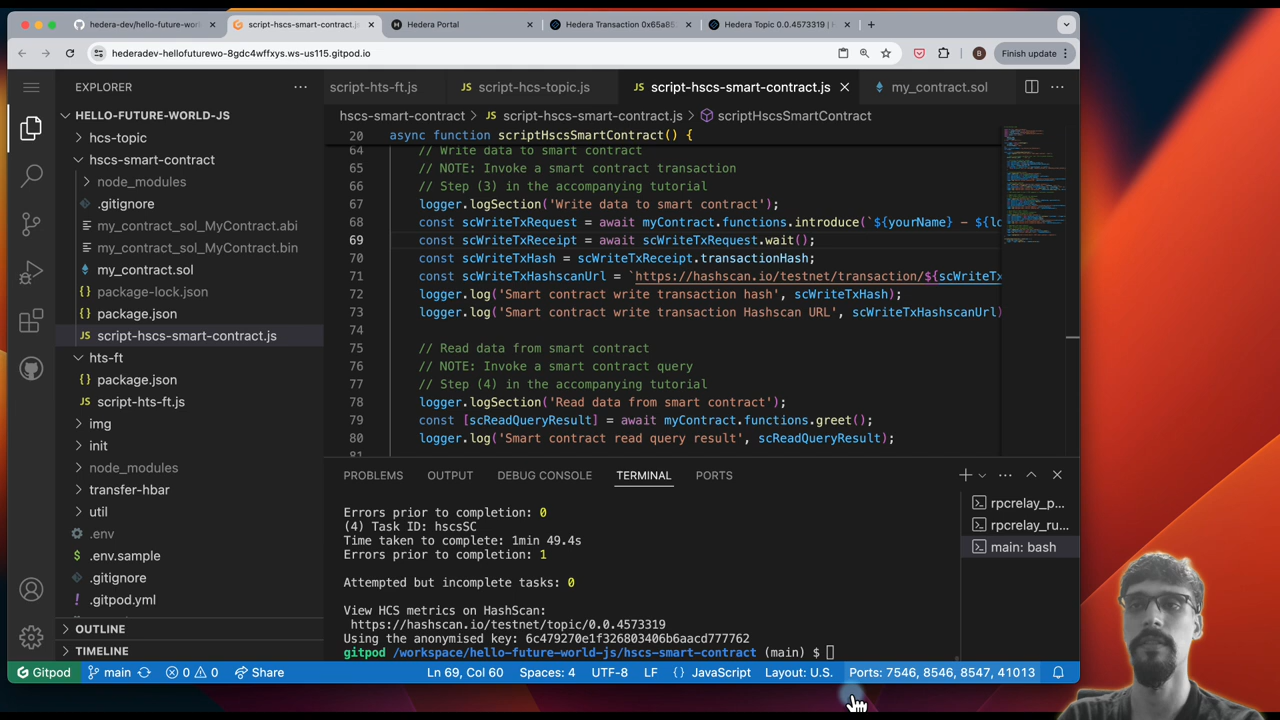 hedera-dev/hello-future-world
script-hscs-smart-contract.js
Hedera Portal
Hedera Transaction 0x65a85
Hedera Topic 0.0.4573319 | H
hederadev-hellofuturewo-8gdc4wffxys.ws-us115.gitpod.io
B
Finish update
EXPLORER
script-hts-ft.js
JS script-hcs-topic.js
JS script-hscs-smart-contract.js
my_contract.sol
HELLO-FUTURE-WORLD-JS
hcs-topic
hscs-smart-contract
node_modules
.gitignore
my_contract_sol_MyContract.abi
my_contract_sol_MyContract.bin
my_contract.sol
{} package-lock.json
{} package.json
JS script-hscs-smart-contract.js
hts-ft
{} package.json
JS script-hts-ft.js
img
init
node_modules
transfer-hbar
util
.env
$ .env.sample
.gitignore
.gitpod.yml
OUTLINE
TIMELINE
hscs-smart-contract > JS script-hscs-smart-contract.js > scriptHscsSmartContract
20 async function scriptHscsSmartContract() {
64 // Write data to smart contract
65 // NOTE: Invoke a smart contract transaction
66 // Step (3) in the accompanying tutorial
67 logger.logSection('Write data to smart contract');
68 const scWriteTxRequest = await myContract.functions.introduce(`${yourName} – ${lo
69 const scWriteTxReceipt = await scWriteTxRequest.wait();
70 const scWriteTxHash = scWriteTxReceipt.transactionHash;
71 const scWriteTxHashscanUrl = `https://hashscan.io/testnet/transaction/${scWriteTx
72 logger.log('Smart contract write transaction hash', scWriteTxHash);
73 logger.log('Smart contract write transaction Hashscan URL', scWriteTxHashscanUrl)
74
75 // Read data from smart contract
76 // NOTE: Invoke a smart contract query
77 // Step (4) in the accompanying tutorial
78 logger.logSection('Read data from smart contract');
79 const [scReadQueryResult] = await myContract.functions.greet();
80 logger.log('Smart contract read query result', scReadQueryResult);
81
PROBLEMS OUTPUT DEBUG CONSOLE TERMINAL PORTS
Errors prior to completion: 0
(4) Task ID: hscsSC
Time taken to complete: 1min 49.4s
Errors prior to completion: 1
Attempted but incomplete tasks: 0
View HCS metrics on HashScan:
https://hashscan.io/testnet/topic/0.0.4573319
Using the anonymised key: 6c479270e1f326803406b6aacd777762
gitpod /workspace/hello-future-world-js/hscs-smart-contract (main) $
rpcrelay_p...
rpcrelay_ru...
main: bash
Gitpod main 0 0 Share Ln 69, Col 60 Spaces: 4 UTF-8 LF {} JavaScript Layout: U.S. Ports: 7546, 8546, 8547, 41013